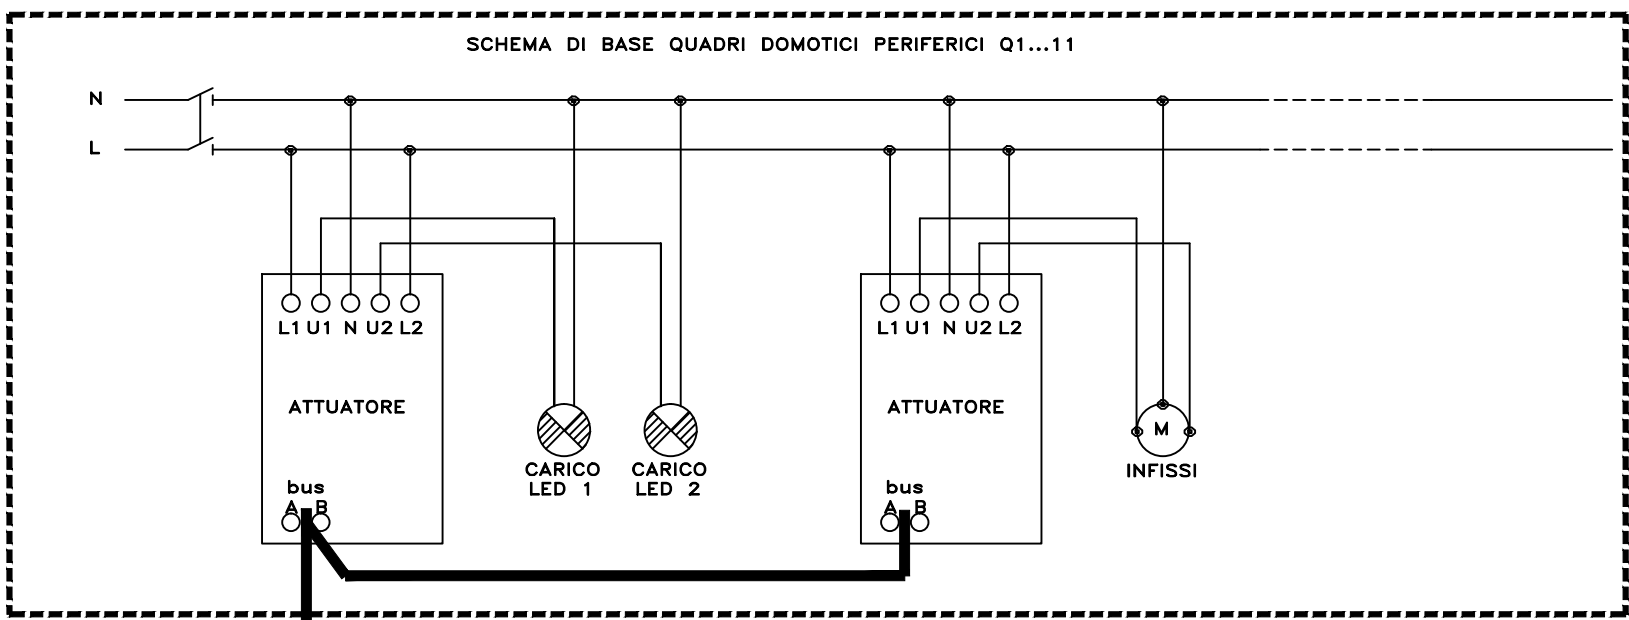 SCHEMA DI BASE QUADRI DOMOTICI PERIFERICI Q1...11
N
L
L1 U1 N U2 L2
L1 U1 N U2 L2
ATTUATORE
ATTUATORE
M
CARICO
LED 1
CARICO
LED 2
INFISSI
bus
A B
bus
A B